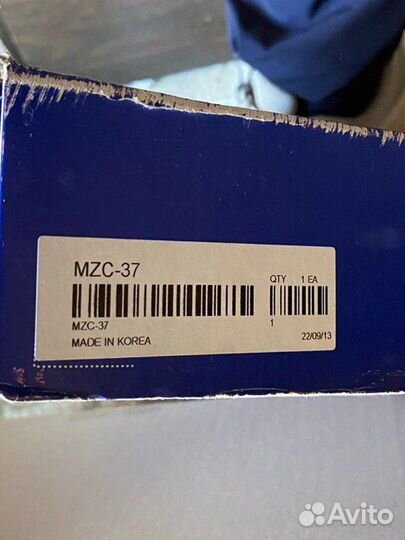 MZC-37
QTY 1 EA
MZC-37
1
MADE IN KOREA
22/09/13
Avito